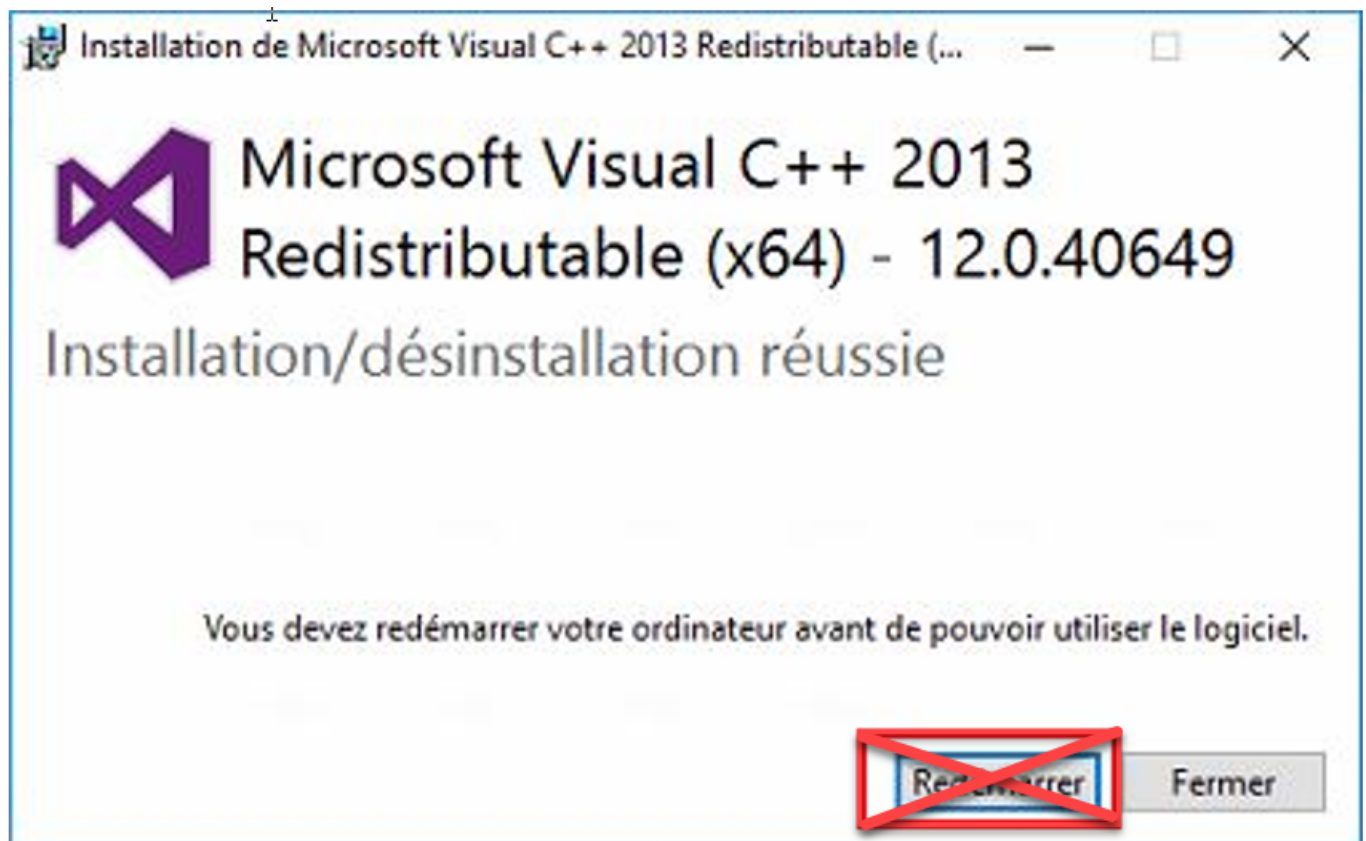 Installation de Microsoft Visual C++ 2013 Redistributable (...
Microsoft Visual C++ 2013
Redistributable (x64) - 12.0.40649
Installation/désinstallation réussie
Vous devez redémarrer votre ordinateur avant de pouvoir utiliser le logiciel.
Redémarrer Fermer